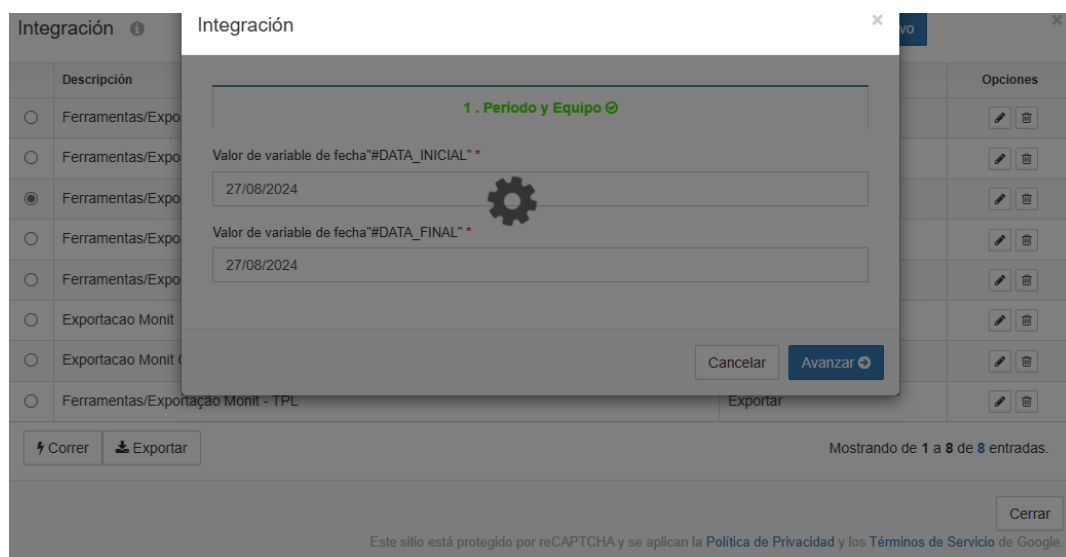 Integración
Integración
×
vo
×
Descripción
Opciones
Ferramentas/Expo
Ferramentas/Expo
Ferramentas/Expo
Ferramentas/Expo
Ferramentas/Expo
Exportacao Monit
Exportacao Monit
Ferramentas/Exportação Monit - TPL
Exportar
1 . Periodo y Equipo
Valor de variable de fecha"#DATA_INICIAL" *
27/08/2024
Valor de variable de fecha"#DATA_FINAL" *
27/08/2024
Cancelar
Avanzar
Correr
Exportar
Mostrando de 1 a 8 de 8 entradas.
Cerrar
Este sitio está protegido por reCAPTCHA y se aplican la Política de Privacidad y los Términos de Servicio de Google.